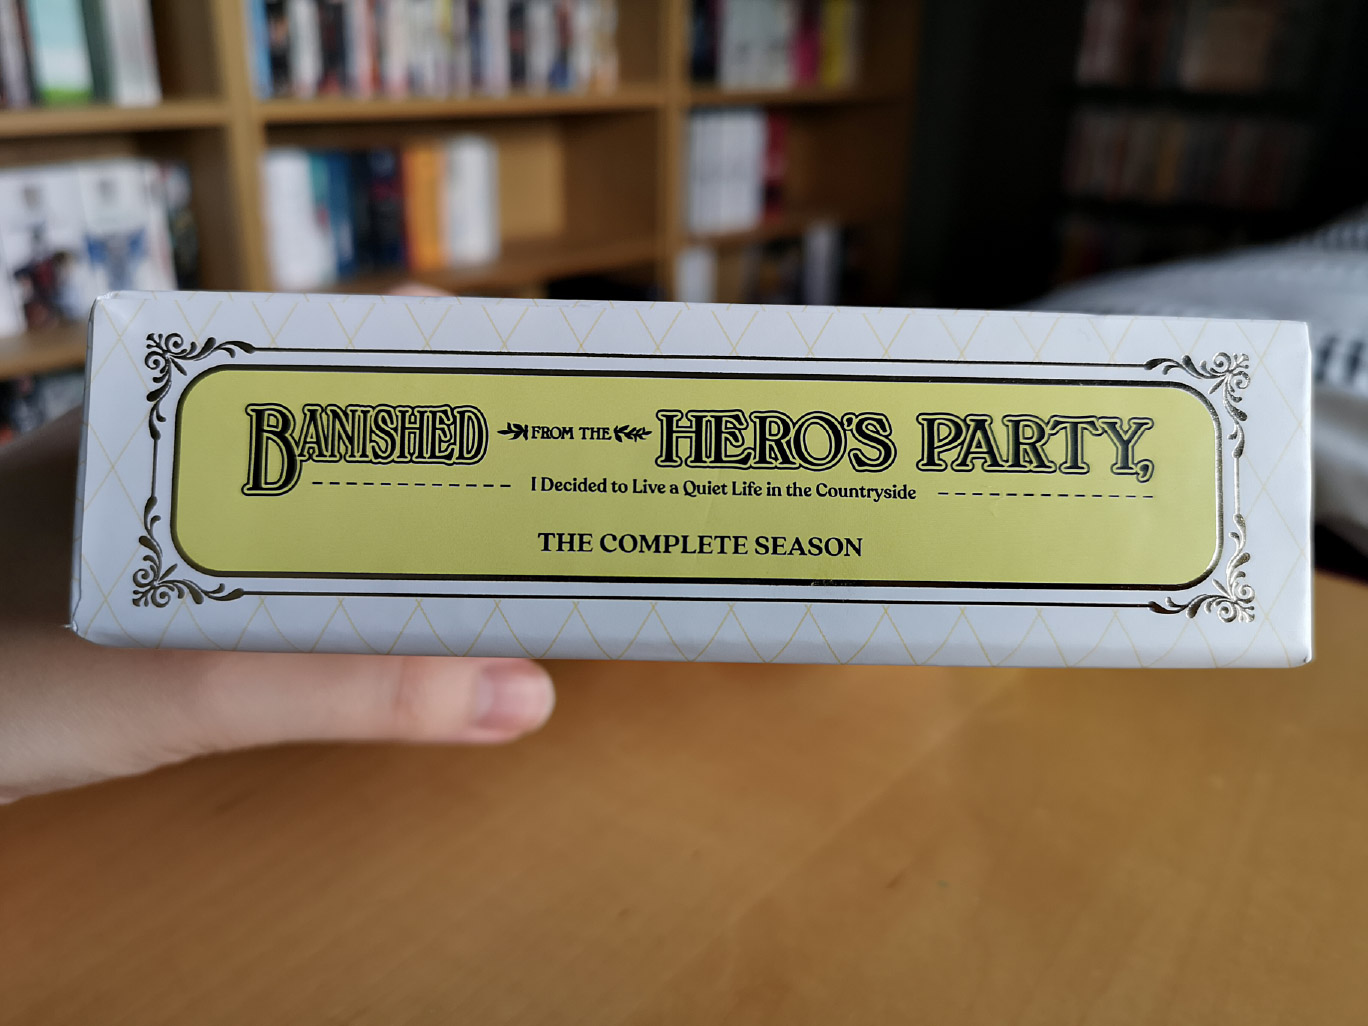 BANISHED FROM THE HERO'S PARTY,
I Decided to Live a Quiet Life in the Countryside
THE COMPLETE SEASON